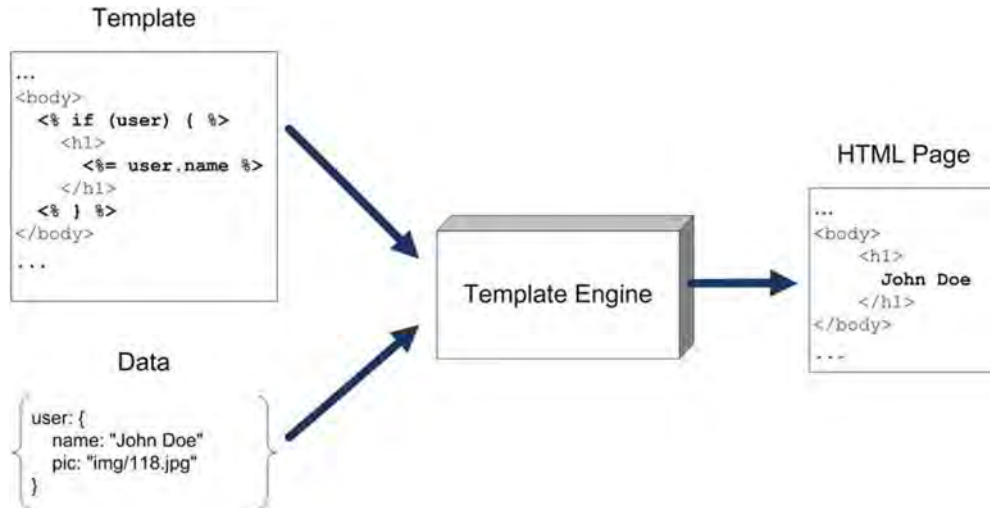 Template
...
<body>
<% if (user) { %>
<h1>
<%= user.name %>
</h1>
<% } %>
</body>
...
Data
user: {
name: "John Doe"
pic: "img/118.jpg"
}
Template Engine
HTML Page
...
<body>
<h1>
John Doe
</h1>
</body>
...